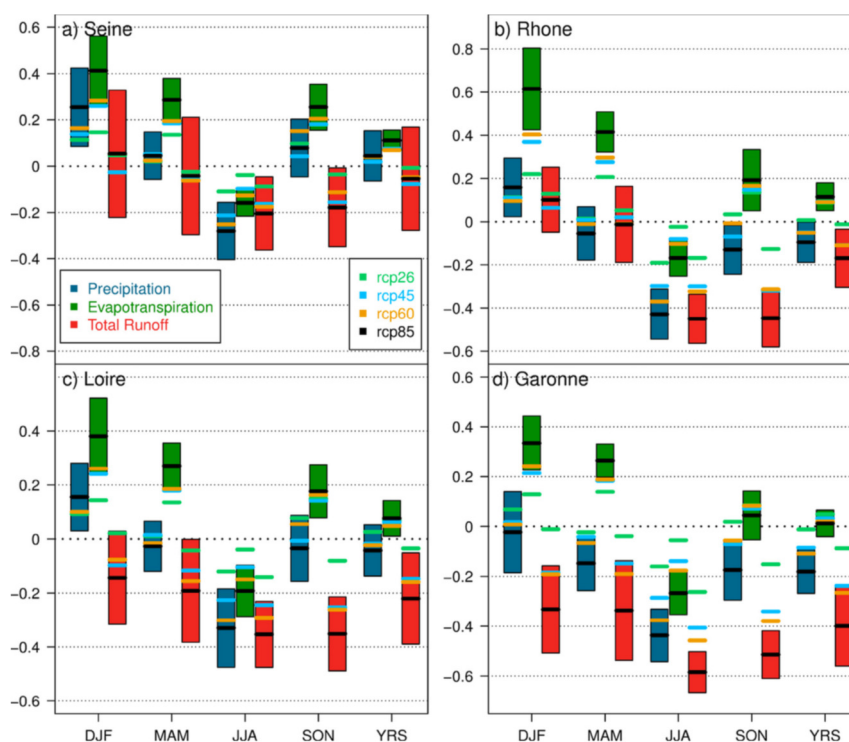 a) Seine
0.6
0.4
0.2
0
−0.2
−0.4
−0.6
−0.8
Precipitation
Evapotranspiration
Total Runoff
rcp26
rcp45
rcp60
rcp85
b) Rhone
0.8
0.6
0.4
0.2
0
−0.2
−0.4
−0.6
c) Loire
0.4
0.2
0
−0.2
−0.4
−0.6
DJF MAM JJA SON YRS
d) Garonne
0.6
0.4
0.2
0
−0.2
−0.4
−0.6
DJF MAM JJA SON YRS